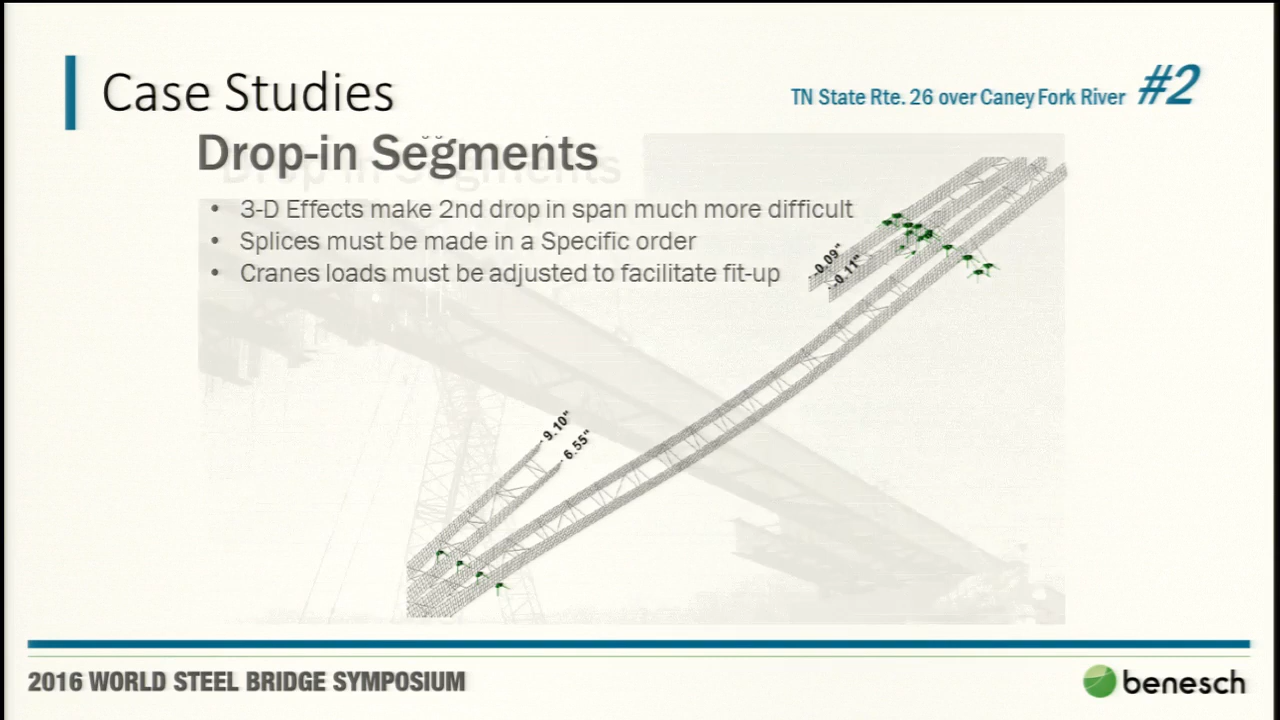 Case Studies
TN State Rte. 26 over Caney Fork River #2
Drop-in Segments
• 3-D Effects make 2nd drop in span much more difficult
• Splices must be made in a Specific order
• Cranes loads must be adjusted to facilitate fit-up
-0.09"
-0.11"
9.10"
6.55"
2016 WORLD STEEL BRIDGE SYMPOSIUM
benesch